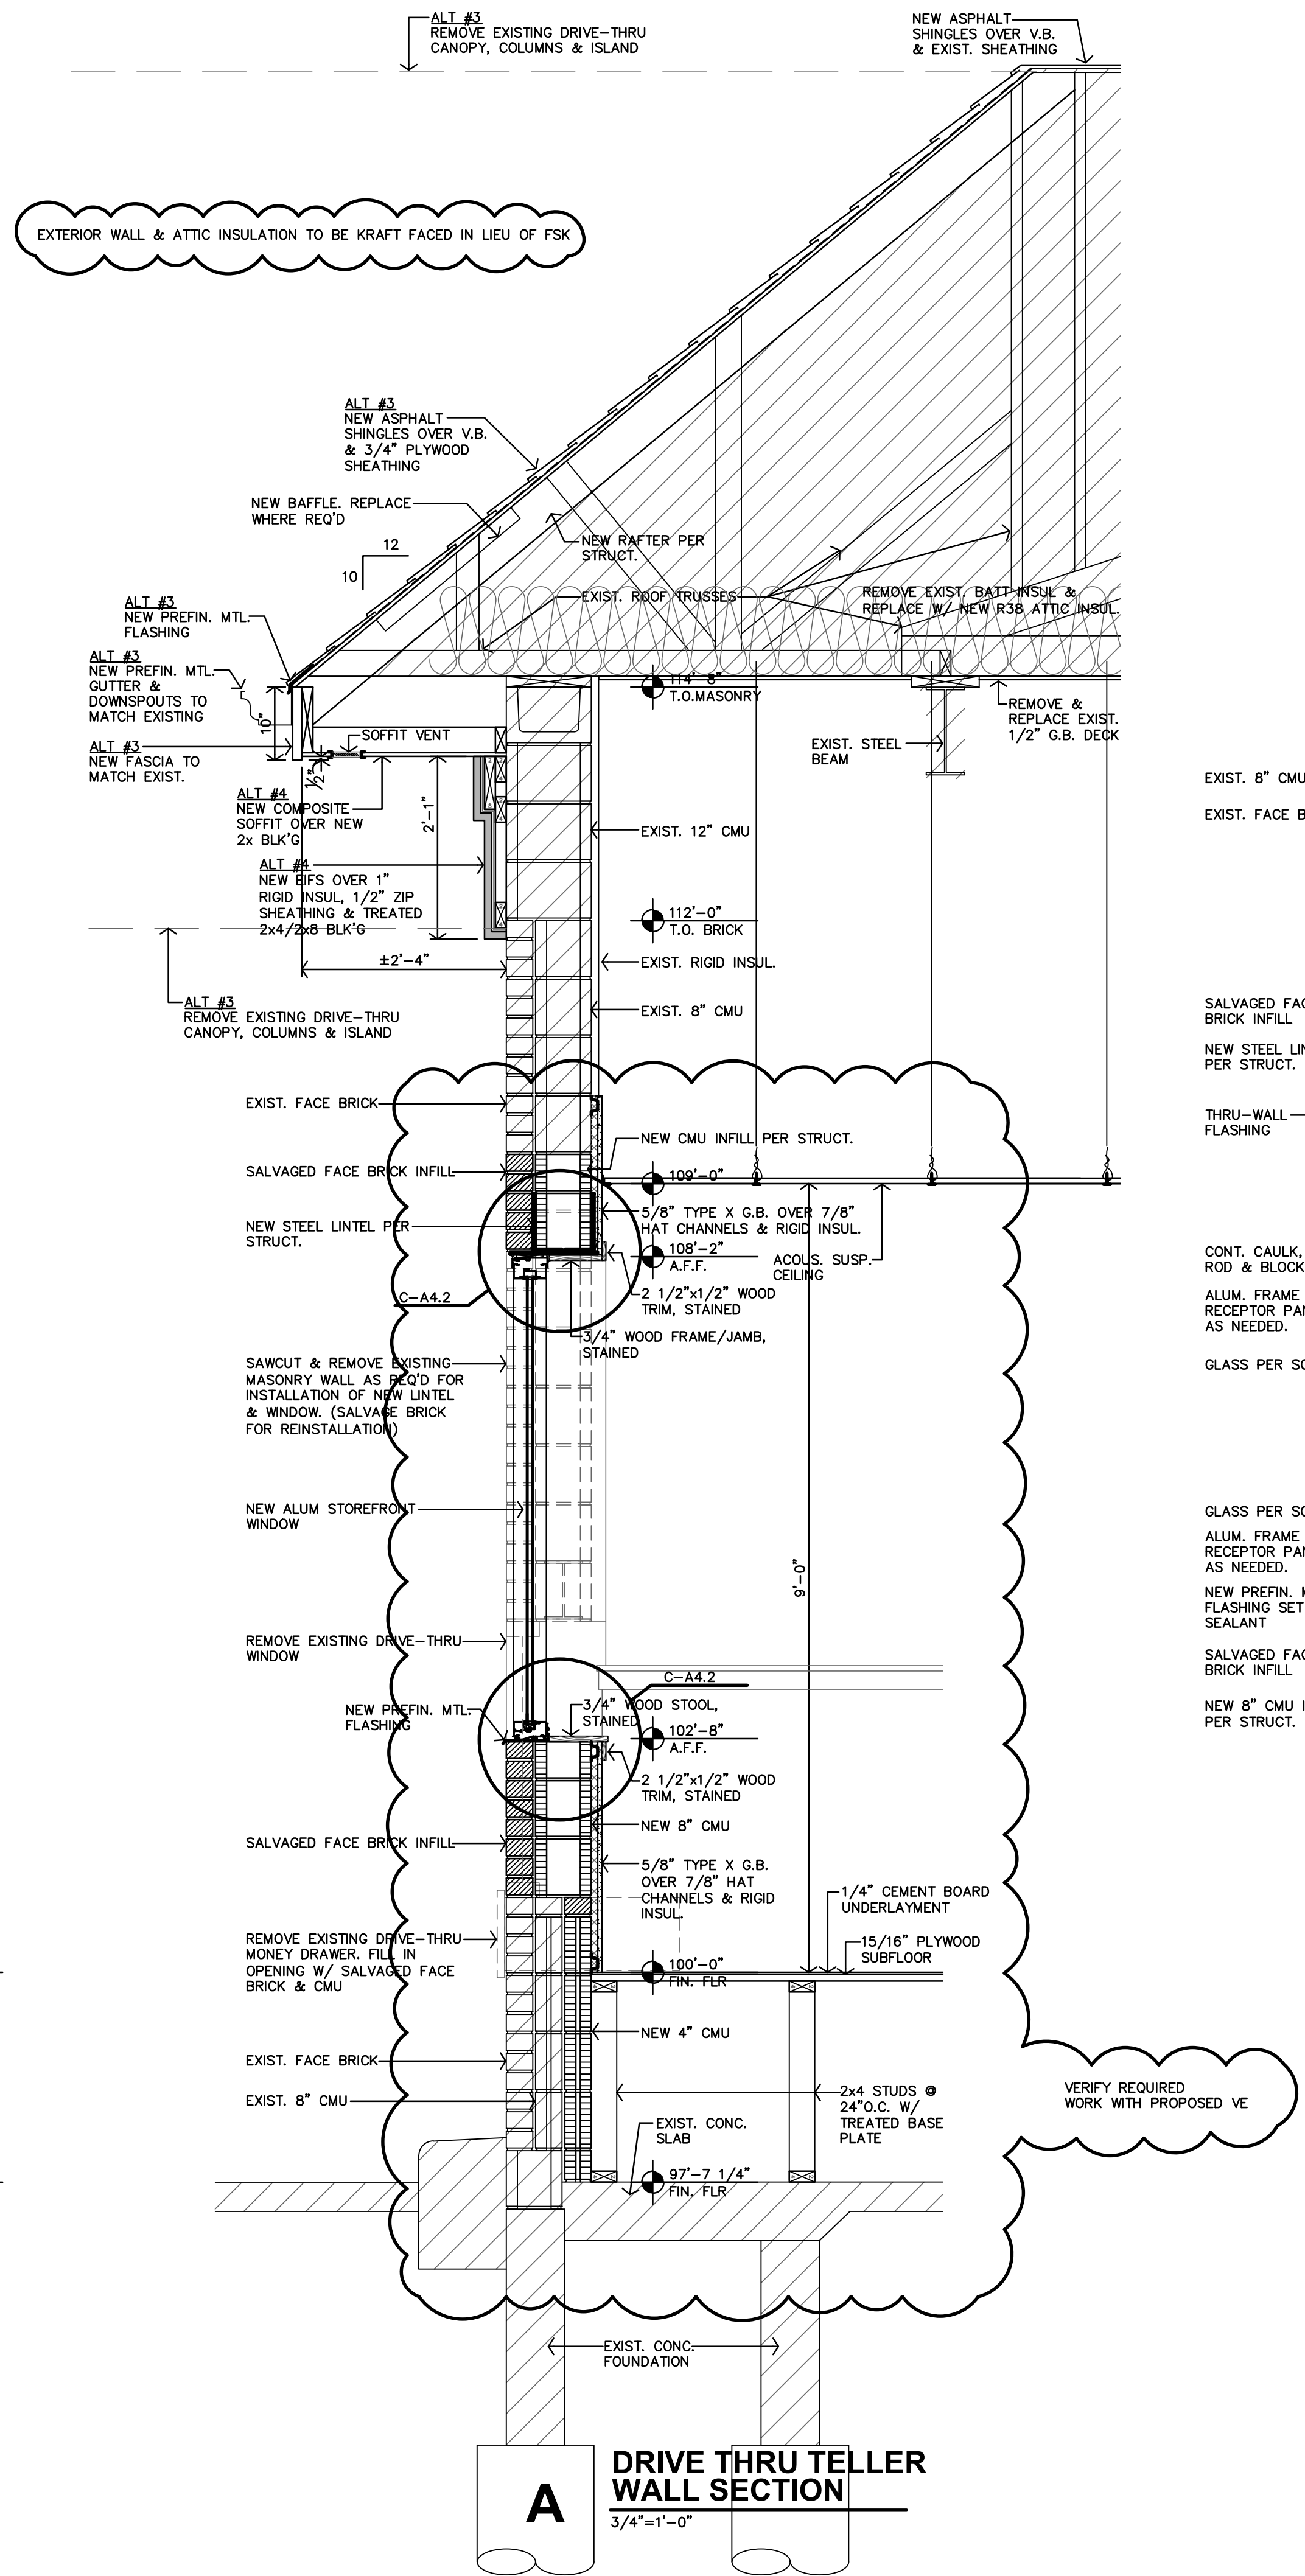 ALT #3
REMOVE EXISTING DRIVE-THRU
CANOPY, COLUMNS & ISLAND
NEW ASPHALT
SHINGLES OVER V.B.
& EXIST. SHEATHING
EXTERIOR WALL & ATTIC INSULATION TO BE KRAFT FACED IN LIEU OF FSK
ALT #3
NEW ASPHALT
SHINGLES OVER V.B.
& 3/4" PLYWOOD
SHEATHING
NEW BAFFLE. REPLACE
WHERE REQ'D
12
10
NEW RAFTER PER
STRUCT.
EXIST. ROOF TRUSSES
REMOVE EXIST. BATT INSUL &
REPLACE W/ NEW R38 ATTIC INSUL.
ALT #3
NEW PREFIN. MTL.
FLASHING
ALT #3
NEW PREFIN. MTL.
GUTTER &
DOWNSPOUTS TO
MATCH EXISTING
10"
ALT #3
NEW FASCIA TO
MATCH EXIST.
SOFFIT VENT
1/2"
114'-8"
T.O.MASONRY
REMOVE &
REPLACE EXIST.
1/2" G.B. DECK
EXIST. STEEL
BEAM
ALT #4
NEW COMPOSITE
SOFFIT OVER NEW
2x BLK'G
2'-1"
EXIST. 12" CMU
ALT #4
NEW EIFS OVER 1"
RIGID INSUL, 1/2" ZIP
SHEATHING & TREATED
2x4/2x8 BLK'G
112'-0"
T.O. BRICK
±2'-4"
EXIST. RIGID INSUL.
ALT #3
REMOVE EXISTING DRIVE-THRU
CANOPY, COLUMNS & ISLAND
EXIST. 8" CMU
EXIST. FACE BRICK
NEW CMU INFILL PER STRUCT.
SALVAGED FACE BRICK INFILL
109'-0"
NEW STEEL LINTEL PER
STRUCT.
5/8" TYPE X G.B. OVER 7/8"
HAT CHANNELS & RIGID INSUL.
108'-2"
A.F.F.
ACOUS. SUSP.
CEILING
C-A4.2
2 1/2"x1/2" WOOD
TRIM, STAINED
3/4" WOOD FRAME/JAMB,
STAINED
SAWCUT & REMOVE EXISTING
MASONRY WALL AS REQ'D FOR
INSTALLATION OF NEW LINTEL
& WINDOW. (SALVAGE BRICK
FOR REINSTALLATION)
NEW ALUM STOREFRONT
WINDOW
9'-0"
REMOVE EXISTING DRIVE-THRU
WINDOW
C-A4.2
NEW PREFIN. MTL.
FLASHING
3/4" WOOD STOOL,
STAINED
102'-8"
A.F.F.
2 1/2"x1/2" WOOD
TRIM, STAINED
NEW 8" CMU
SALVAGED FACE BRICK INFILL
5/8" TYPE X G.B.
OVER 7/8" HAT
CHANNELS & RIGID
INSUL.
1/4" CEMENT BOARD
UNDERLAYMENT
REMOVE EXISTING DRIVE-THRU
MONEY DRAWER. FILL IN
OPENING W/ SALVAGED FACE
BRICK & CMU
15/16" PLYWOOD
SUBFLOOR
100'-0"
FIN. FLR
NEW 4" CMU
EXIST. FACE BRICK
EXIST. 8" CMU
2x4 STUDS @
24"O.C. W/
TREATED BASE
PLATE
EXIST. CONC.
SLAB
97'-7 1/4"
FIN. FLR
VERIFY REQUIRED
WORK WITH PROPOSED VE
EXIST. CONC.
FOUNDATION
A
DRIVE THRU TELLER
WALL SECTION
3/4"=1'-0"
EXIST. 8" CMU
EXIST. FACE B
SALVAGED FAC
BRICK INFILL
NEW STEEL LIN
PER STRUCT.
THRU-WALL
FLASHING
CONT. CAULK,
ROD & BLOCK
ALUM. FRAME
RECEPTOR PAN
AS NEEDED.
GLASS PER SC
GLASS PER SC
ALUM. FRAME
RECEPTOR PAN
AS NEEDED.
NEW PREFIN. M
FLASHING SET
SEALANT
SALVAGED FAC
BRICK INFILL
NEW 8" CMU I
PER STRUCT.